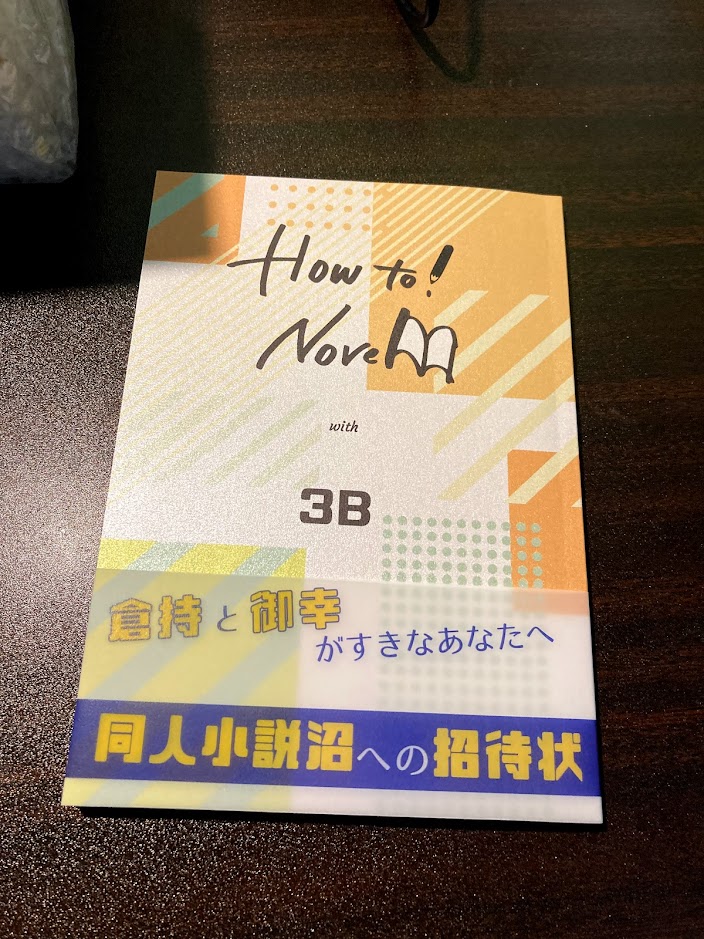 How to!
Novel
with
3B
倉持と御幸
がすきなあなたへ
同人小説沼への招待状